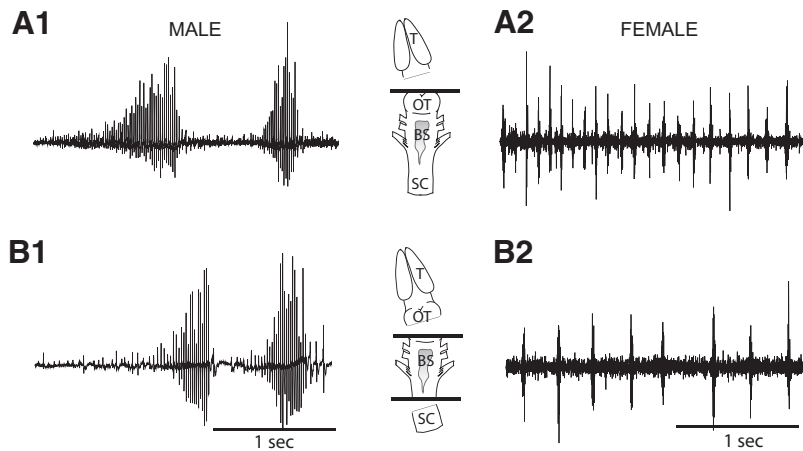 A1 MALE
T
OT
BS
SC
A2 FEMALE
B1
T
OT
BS
SC
B2
1 sec
1 sec